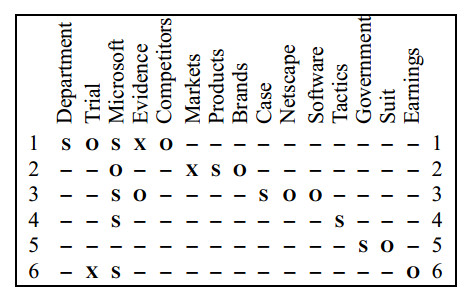 Department Trial Microsoft Evidence Competitors Markets Products Brands Case Netscape Software Tactics Government Suit Earnings
1 S O S X O – – – – – – – – – – 1
2 – – O – – X S O – – – – – – – 2
3 – – S O – – – – S O O – – – – 3
4 – – S – – – – – – – – S – – – 4
5 – – – – – – – – – – – – S O – 5
6 – X S – – – – – – – – – – – O 6